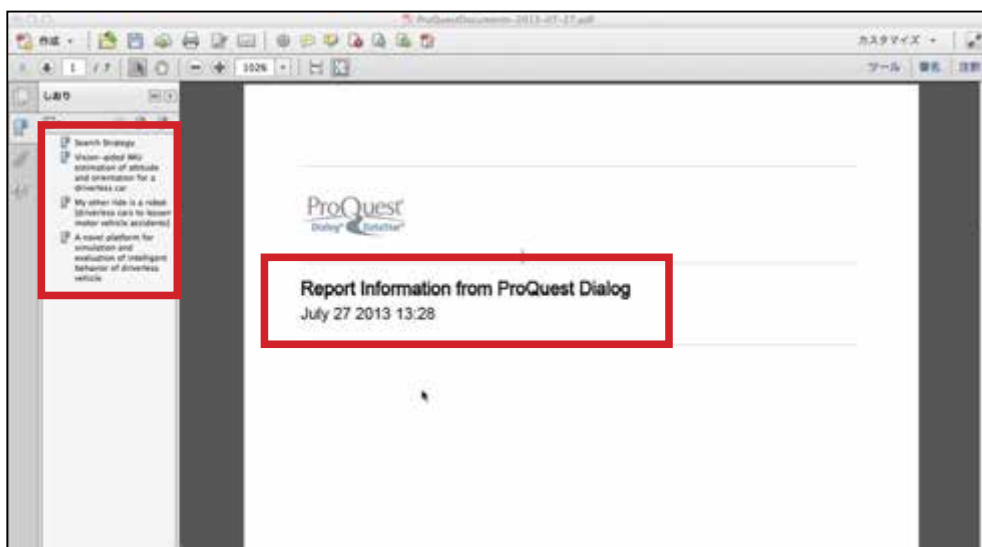 ProQuestDocuments-2013-07-27.pdf
作成
カスタマイズ
1 / 7
102%
ツール 署名 注釈
しおり
Search Strategy
Vision-aided IMU
estimation of attitude
and orientation for a
driverless car
My other ride is a robot
[driverless cars to lessen
motor vehicle accidents]
A novel platform for
simulation and
evaluation of intelligent
behavior of driverless
vehicle
ProQuest
Dialog DataStar
Report Information from ProQuest Dialog
July 27 2013 13:28